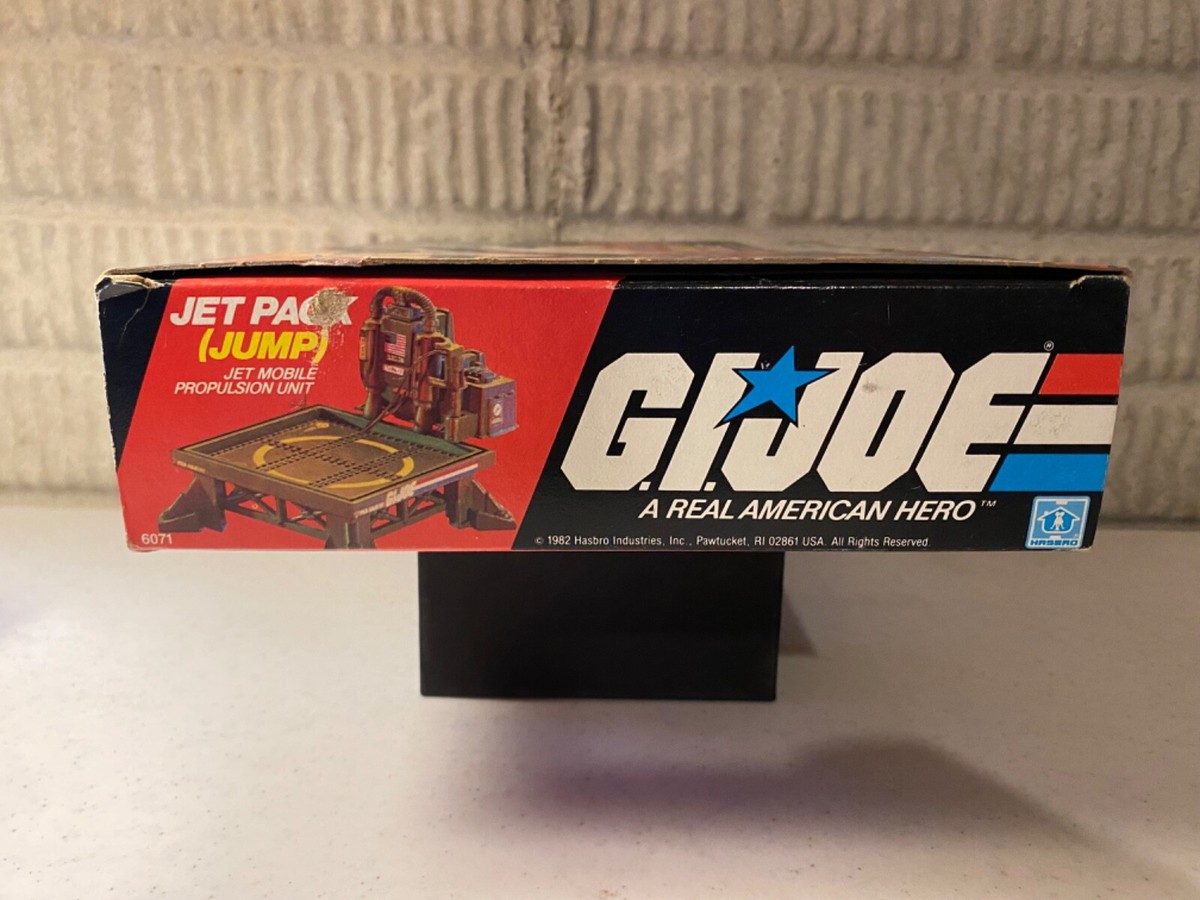 JET PACK
(JUMP)
JET MOBILE
PROPULSION UNIT
6071
G.I.JOE
®
A REAL AMERICAN HERO™
© 1982 Hasbro Industries, Inc., Pawtucket, RI 02861 USA. All Rights Reserved.
HASBRO
G.I.JOE